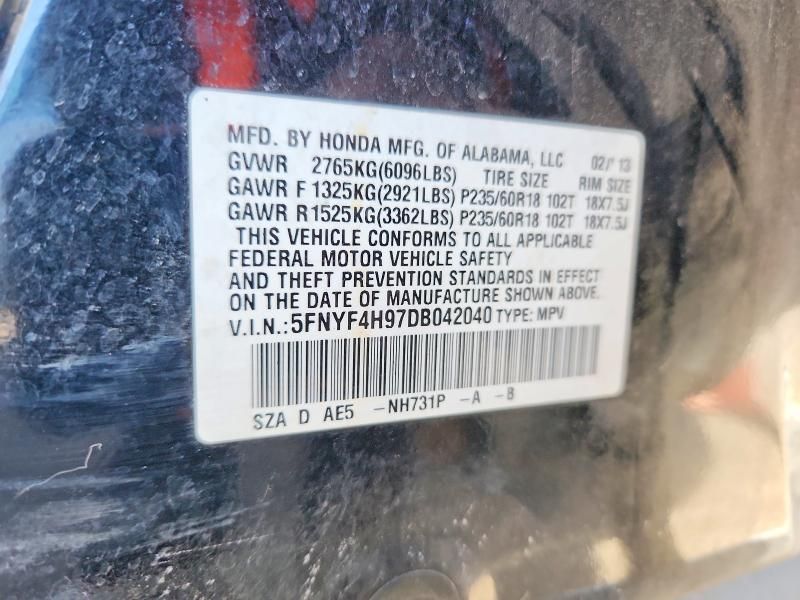 MFD. BY HONDA MFG. OF ALABAMA, LLC 02/'13
GVWR 2765KG(6096LBS) TIRE SIZE RIM SIZE
GAWR F 1325KG(2921LBS) P235/60R18 102T 18X7.5J
GAWR R1525KG(3362LBS) P235/60R18 102T 18X7.5J
THIS VEHICLE CONFORMS TO ALL APPLICABLE
FEDERAL MOTOR VEHICLE SAFETY
AND THEFT PREVENTION STANDARDS IN EFFECT
ON THE DATE OF MANUFACTURE SHOWN ABOVE.
V.I.N.:5FNYF4H97DB042040 TYPE: MPV
SZA D AE5 -NH731P -A -B